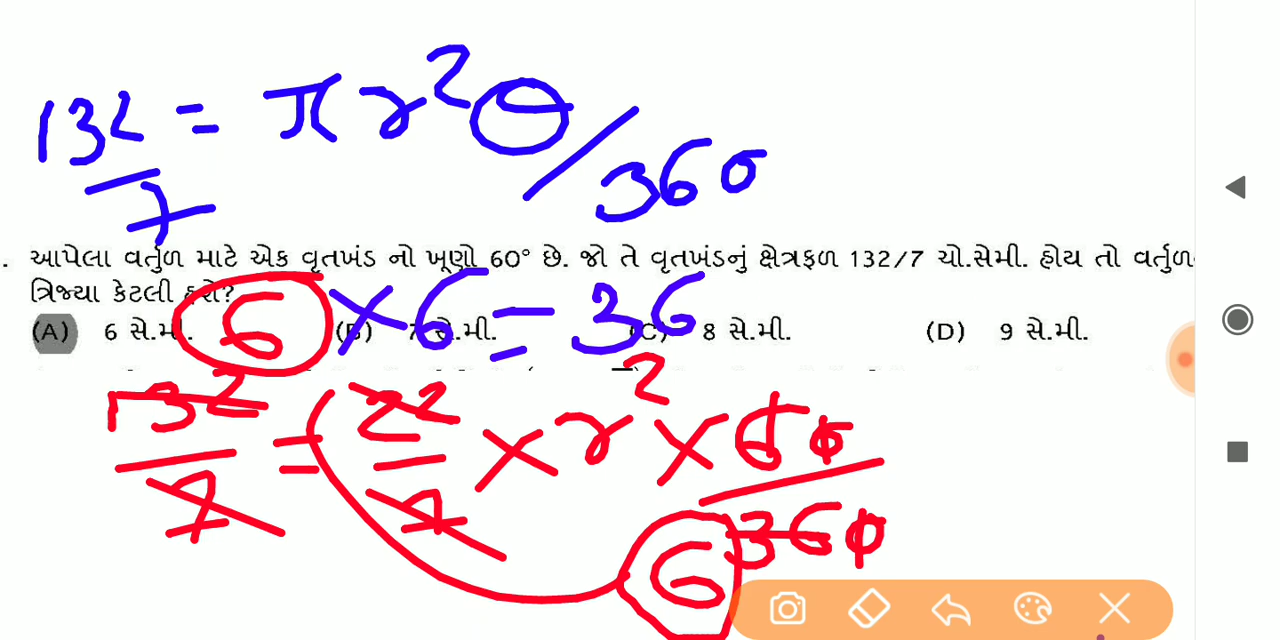 132/7 = πr²θ/360
. આપેલા વર્તુળ માટે એક વૃતખંડ નો ખૂણો 60° છે. જો તે વૃતખંડનું ક્ષેત્રફળ 132/7 ચો.સેમી. હોય તો વર્તુળ
ત્રિજ્યા કેટલી હશે?
6 × 6 = 36
(A) 6 સે.મી. (B) 7 સે.મી. (C) 8 સે.મી. (D) 9 સે.મી.
132/7 = 22/7 × r² × 60/360
6